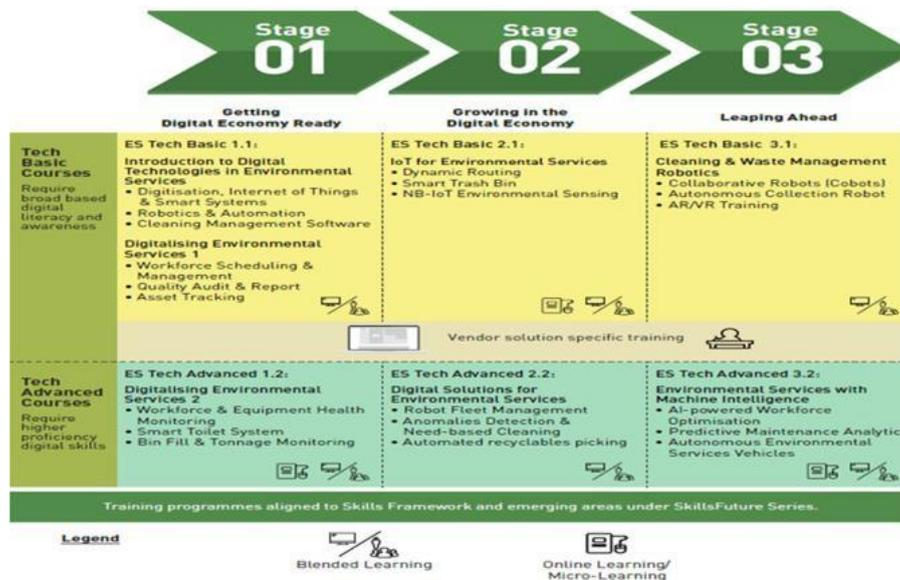 Stage
01
Stage
02
Stage
03
Getting
Digital Economy Ready
Growing in the
Digital Economy
Leaping Ahead
Tech
Basic
Courses
Require
broad based
digital
literacy and
awareness
ES Tech Basic 1.1:
Introduction to Digital
Technologies in Environmental
Services
• Digitisation, Internet of Things
& Smart Systems
• Robotics & Automation
• Cleaning Management Software
Digitalising Environmental
Services 1
• Workforce Scheduling &
Management
• Quality Audit & Report
• Asset Tracking
ES Tech Basic 2.1:
IoT for Environmental Services
• Dynamic Routing
• Smart Trash Bin
• NB-IoT Environmental Sensing
ES Tech Basic 3.1:
Cleaning & Waste Management
Robotics
• Collaborative Robots (Cobots)
• Autonomous Collection Robot
• AR/VR Training
Vendor solution specific training
Tech
Advanced
Courses
Require
higher
proficiency
digital skills
ES Tech Advanced 1.2:
Digitalising Environmental
Services 2
• Workforce & Equipment Health
Monitoring
• Smart Toilet System
• Bin Fill & Tonnage Monitoring
ES Tech Advanced 2.2:
Digital Solutions for
Environmental Services
• Robot Fleet Management
• Anomalies Detection &
Need-based Cleaning
• Automated recyclables picking
ES Tech Advanced 3.2:
Environmental Services with
Machine Intelligence
• AI-powered Workforce
Optimisation
• Predictive Maintenance Analytic
• Autonomous Environmental
Services Vehicles
Training programmes aligned to Skills Framework and emerging areas under SkillsFuture Series.
Legend
Blended Learning
Online Learning/
Micro-Learning